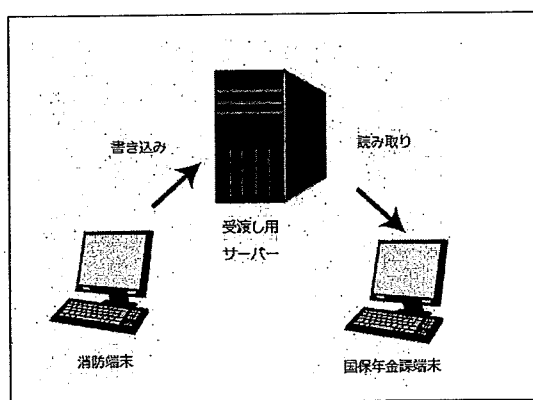 書き込み
読み取り
受渡し用
サーバー
消防端末
国保年金課端末